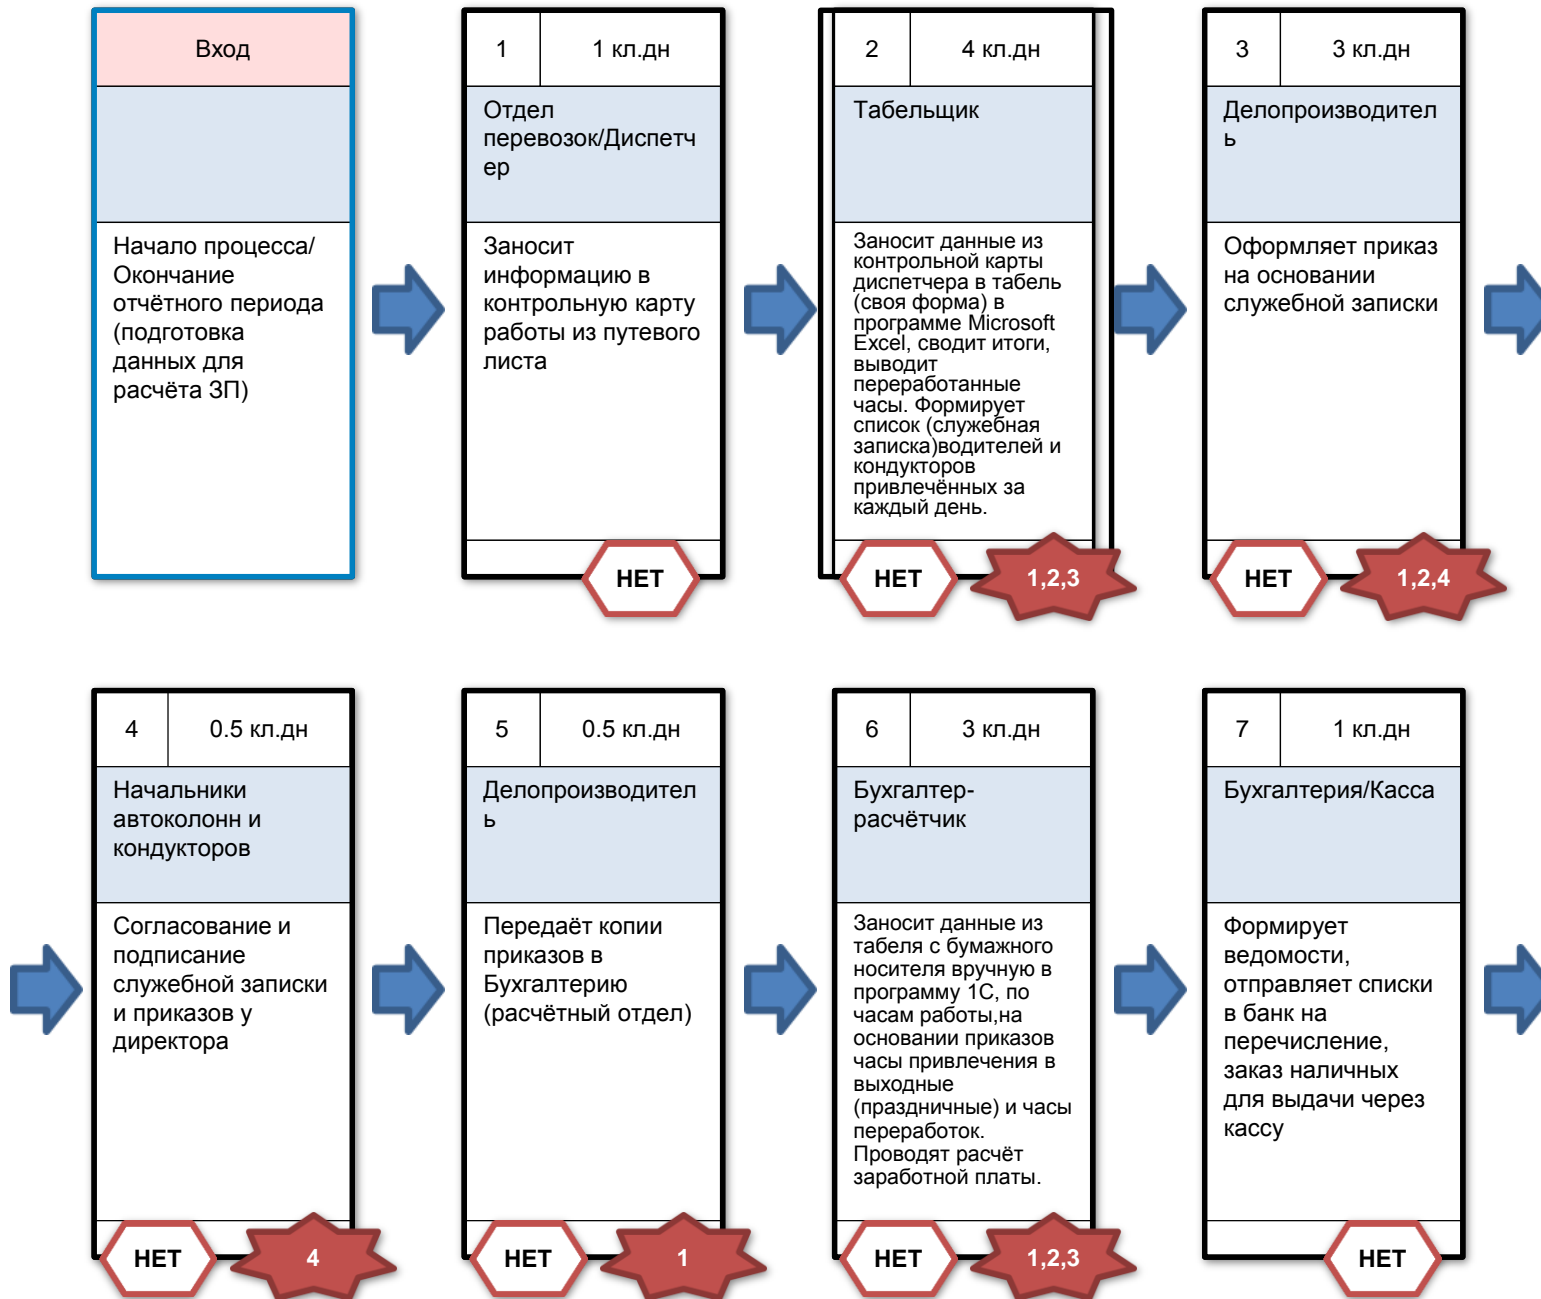 Вход
Начало процесса/
Окончание
отчётного периода
(подготовка
данных для
расчёта ЗП)
1
1 кл.дн
Отдел
перевозок/Диспетч
ер
Заносит
информацию в
контрольную карту
работы из путевого
листа
НЕТ
2
4 кл.дн
Табельщик
Заносит данные из
контрольной карты
диспетчера в табель
(своя форма) в
программе Microsoft
Excel, сводит итоги,
выводит
переработанные
часы. Формирует
список (служебная
записка)водителей и
кондукторов
привлечённых за
каждый день.
НЕТ
1,2,3
3
3 кл.дн
Делопроизводител
ь
Оформляет приказ
на основании
служебной записки
НЕТ
1,2,4
4
0.5 кл.дн
Начальники
автоколонн и
кондукторов
Согласование и
подписание
служебной записки
и приказов у
директора
НЕТ
4
5
0.5 кл.дн
Делопроизводител
ь
Передаёт копии
приказов в
Бухгалтерию
(расчётный отдел)
НЕТ
1
6
3 кл.дн
Бухгалтер-
расчётчик
Заносит данные из
табеля с бумажного
носителя вручную в
программу 1С, по
часам работы,на
основании приказов
часы привлечения в
выходные
(праздничные) и часы
переработок.
Проводят расчёт
заработной платы.
НЕТ
1,2,3
7
1 кл.дн
Бухгалтерия/Касса
Формирует
ведомости,
отправляет списки
в банк на
перечисление,
заказ наличных
для выдачи через
кассу
НЕТ